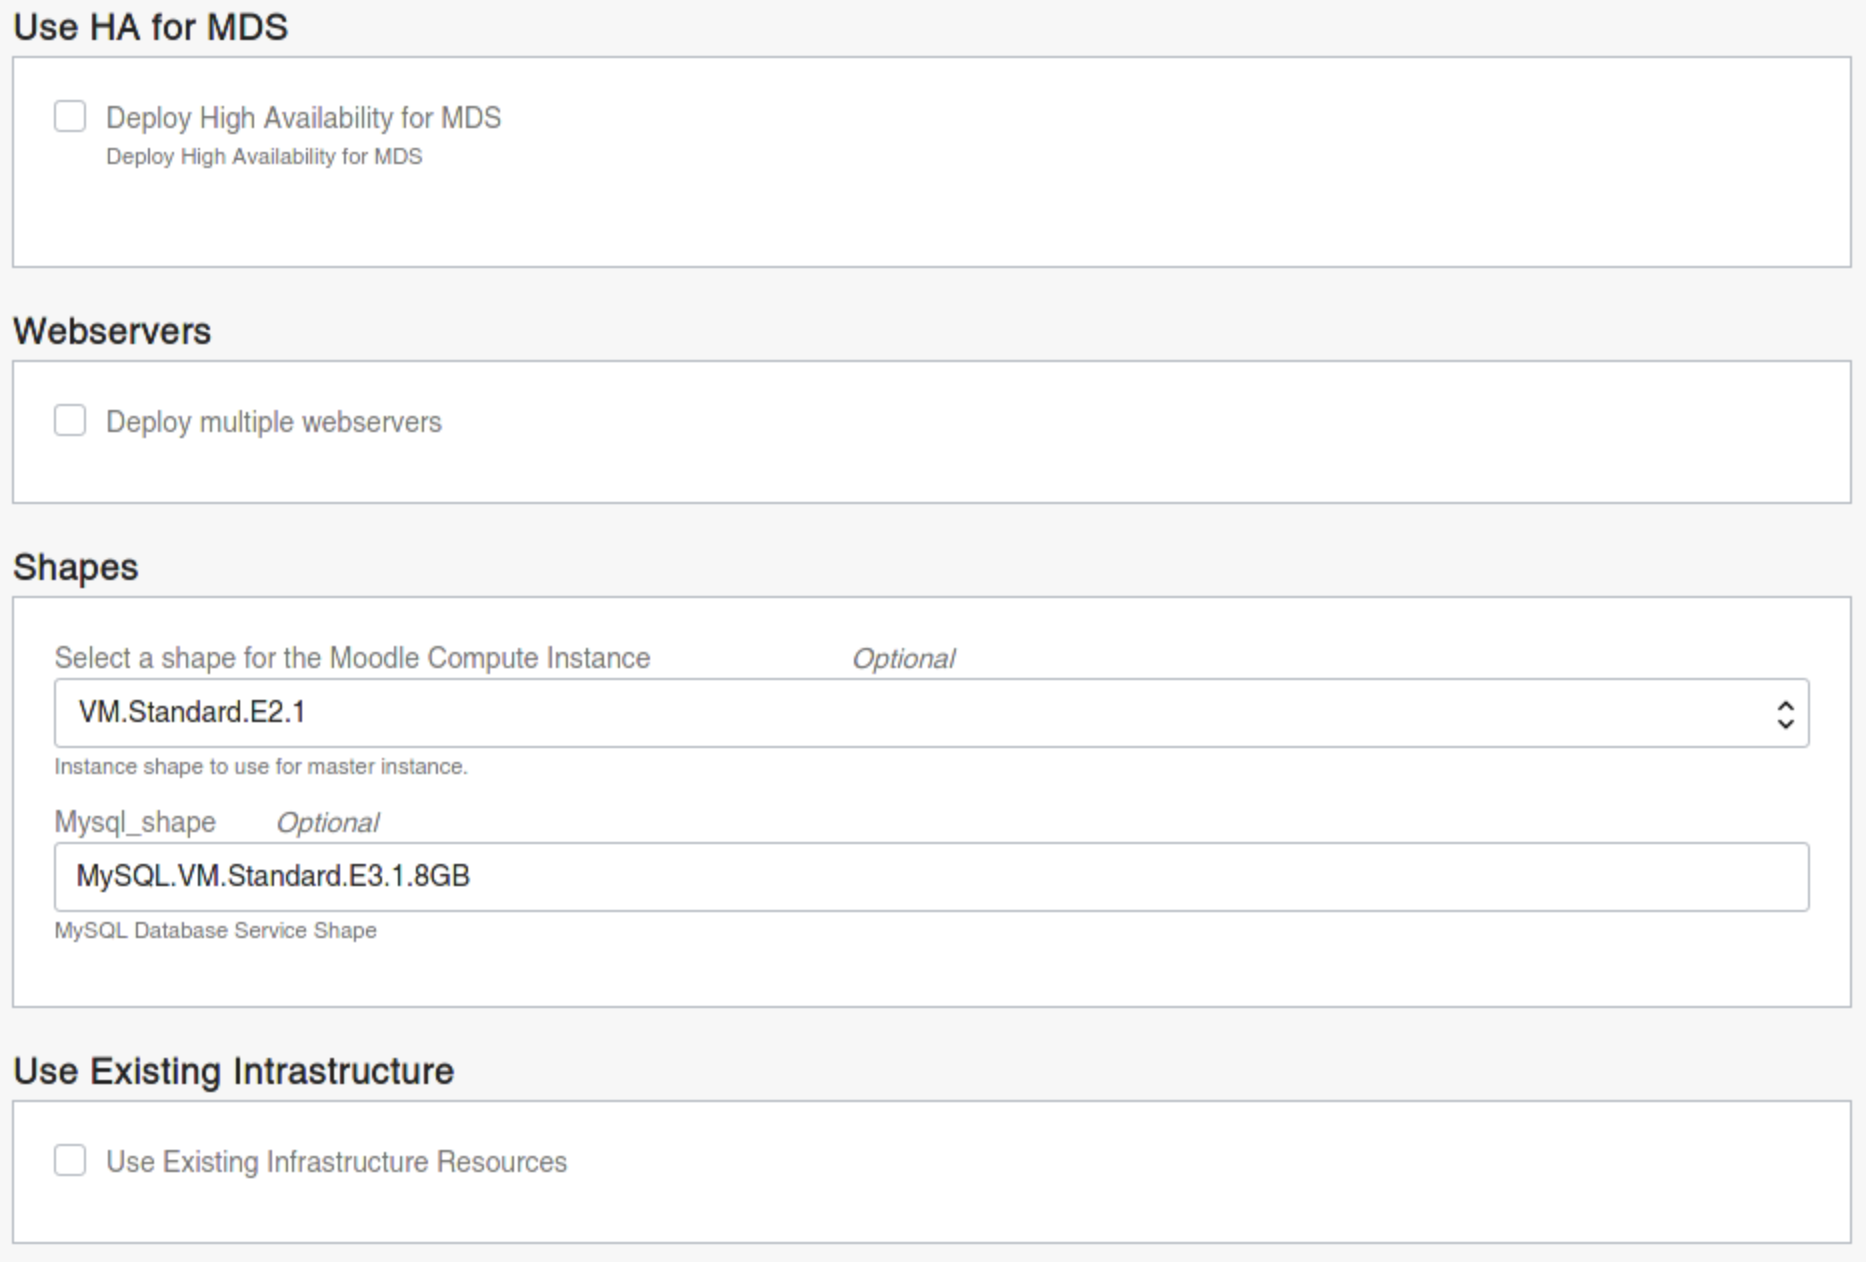 Use HA for MDS
Deploy High Availability for MDS
Deploy High Availability for MDS
Webservers
Deploy multiple webservers
Shapes
Select a shape for the Moodle Compute Instance Optional
VM.Standard.E2.1
Instance shape to use for master instance.
Mysql_shape Optional
MySQL.VM.Standard.E3.1.8GB
MySQL Database Service Shape
Use Existing Intrastructure
Use Existing Infrastructure Resources